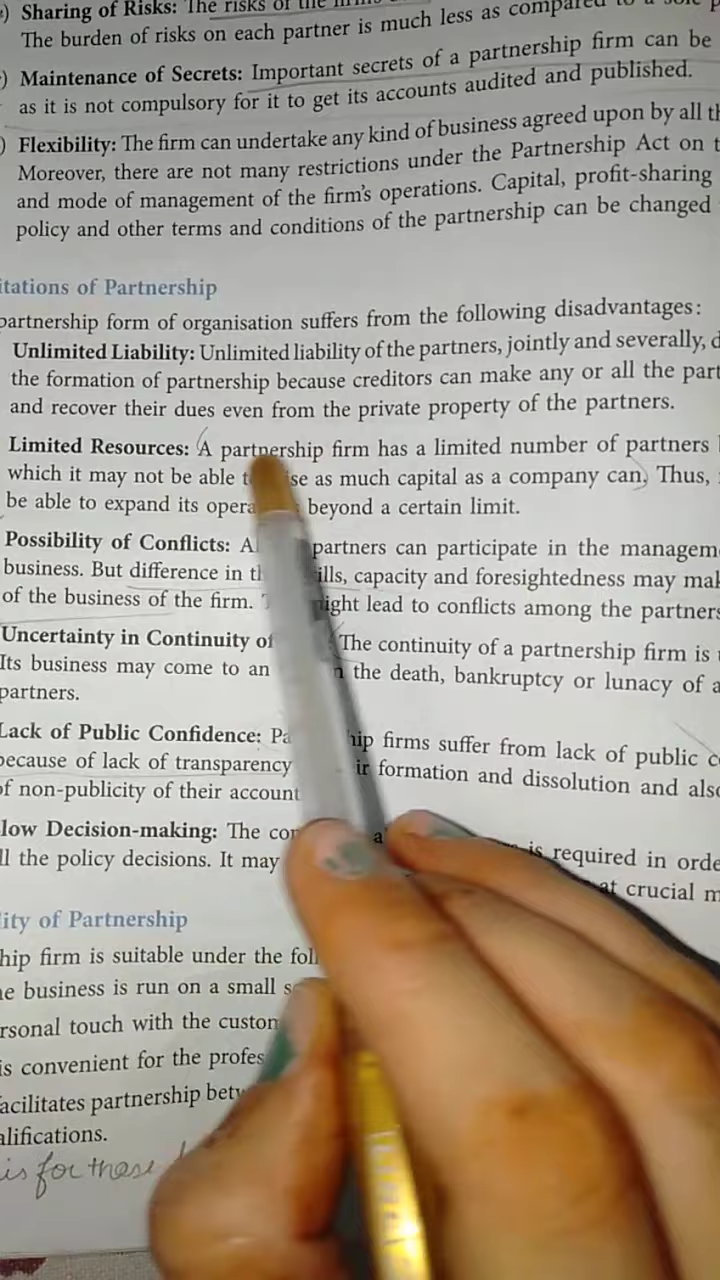 Sharing of Risks: The risks of the
The burden of risks on each partner is much less as compared to a
Maintenance of Secrets: Important secrets of a partnership firm can be
as it is not compulsory for it to get its accounts audited and published.
Flexibility: The firm can undertake any kind of business agreed upon by all
Moreover, there are not many restrictions under the Partnership Act on
and mode of management of the firm's operations. Capital, profit-sharing
policy and other terms and conditions of the partnership can be changed
itations of Partnership
partnership form of organisation suffers from the following disadvantages:
Unlimited Liability: Unlimited liability of the partners, jointly and severally,
the formation of partnership because creditors can make any or all the part
and recover their dues even from the private property of the partners.
Limited Resources: A partnership firm has a limited number of partners
which it may not be able ise as much capital as a company can. Thus,
be able to expand its opera beyond a certain limit.
Possibility of Conflicts: partners can participate in the managem
business. But difference in ills, capacity and foresightedness may mak
of the business of the firm. ight lead to conflicts among the partners
Uncertainty in Continuity of The continuity of a partnership firm is
Its business may come to an the death, bankruptcy or lunacy of a
partners.
Lack of Public Confidence: Pa hip firms suffer from lack of public
because of lack of transparency ir formation and dissolution and also
of non-publicity of their account
low Decision-making: The con is required in orde
ll the policy decisions. It may at crucial m
ity of Partnership
hip firm is suitable under the foll
e business is run on a small s
rsonal touch with the custon
is convenient for the profes
acilitates partnership betw
alifications.
is for these